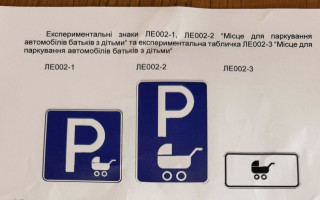 Експериментальні знаки ЛЕ002-1, ЛЕ002-2 "Місце для паркування
автомобілів батьків з дітьми" та експериментальна табличка ЛЕ002-3 "Місце для
паркування автомобілів батьків з дітьми"
ЛЕ002-1 ЛЕ002-2 ЛЕ002-3
P P